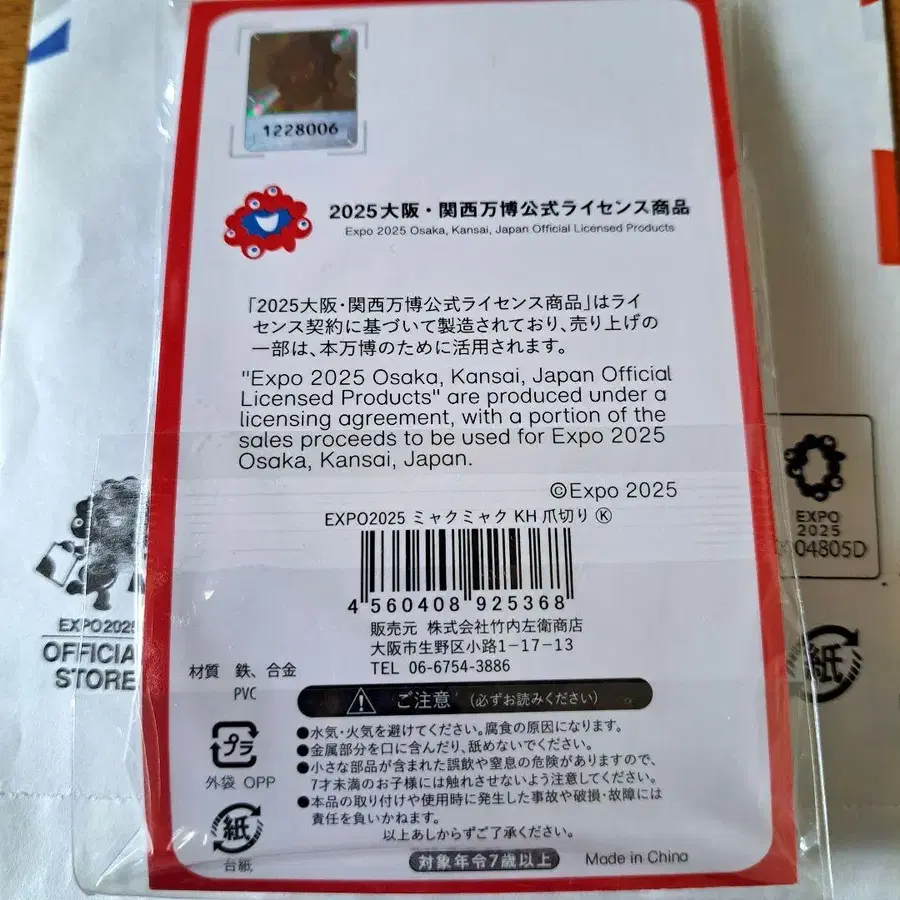 1228006
2025大阪・関西万博公式ライセンス商品
Expo 2025 Osaka, Kansai, Japan Official Licensed Products
「2025大阪・関西万博公式ライセンス商品」はライ
センス契約に基づいて製造されており、売り上げの
一部は、本万博のために活用されます。
"Expo 2025 Osaka, Kansai, Japan Official
Licensed Products" are produced under a
licensing agreement, with a portion of the
sales proceeds to be used for Expo 2025
Osaka, Kansai, Japan.
©Expo 2025
EXPO2025 ミャクミャク KH 爪切り Ⓚ
4 560408 925368
販売元 株式会社竹内左衛商店
大阪市生野区小路1-17-13
TEL 06-6754-3886
材質 鉄、合金
PVC
プラ
外袋 OPP
紙
台紙
ご注意 (必ずお読みください)
●水気・火気を避けてください。腐食の原因になります。
●金属部分を口に含んだり、舐めないでください。
●小さな部品が含まれた誤飲や窒息の危険がありますので、
7才未満のお子様には触れさせないよう注意してください。
●本品の取り付けや使用時に発生した事故や破損・故障には
責任を負いかねます。
以上あしからずご了承ください。
対象年令7歳以上
Made in China
EXPO2025
OFFICIA
STORE
EXPO
2025
04805D
紙